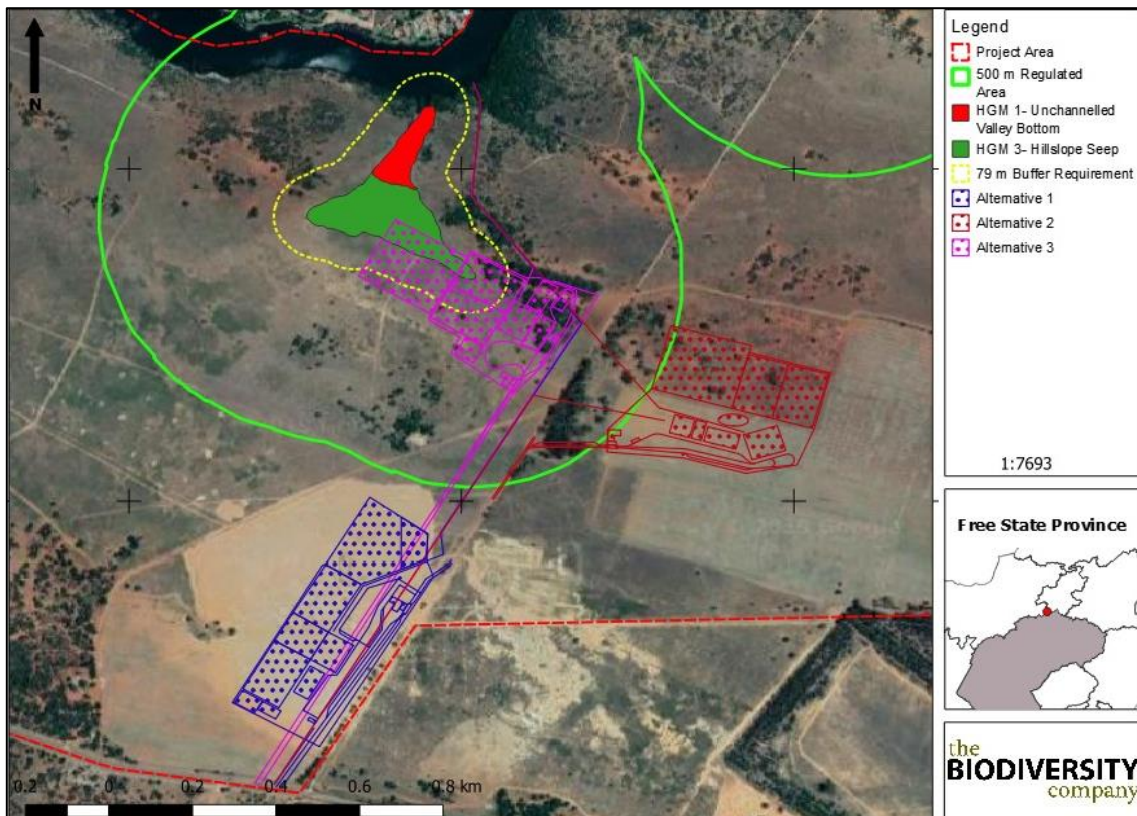 N
Legend
Project Area
500 m Regulated
Area
HGM 1- Unchannelled
Valley Bottom
HGM 3- Hillslope Seep
79 m Buffer Requirement
Alternative 1
Alternative 2
Alternative 3
1:7693
Free State Province
0.2 0 0.2 0.4 0.6 0.8 km
the
BIODIVERSITY
company